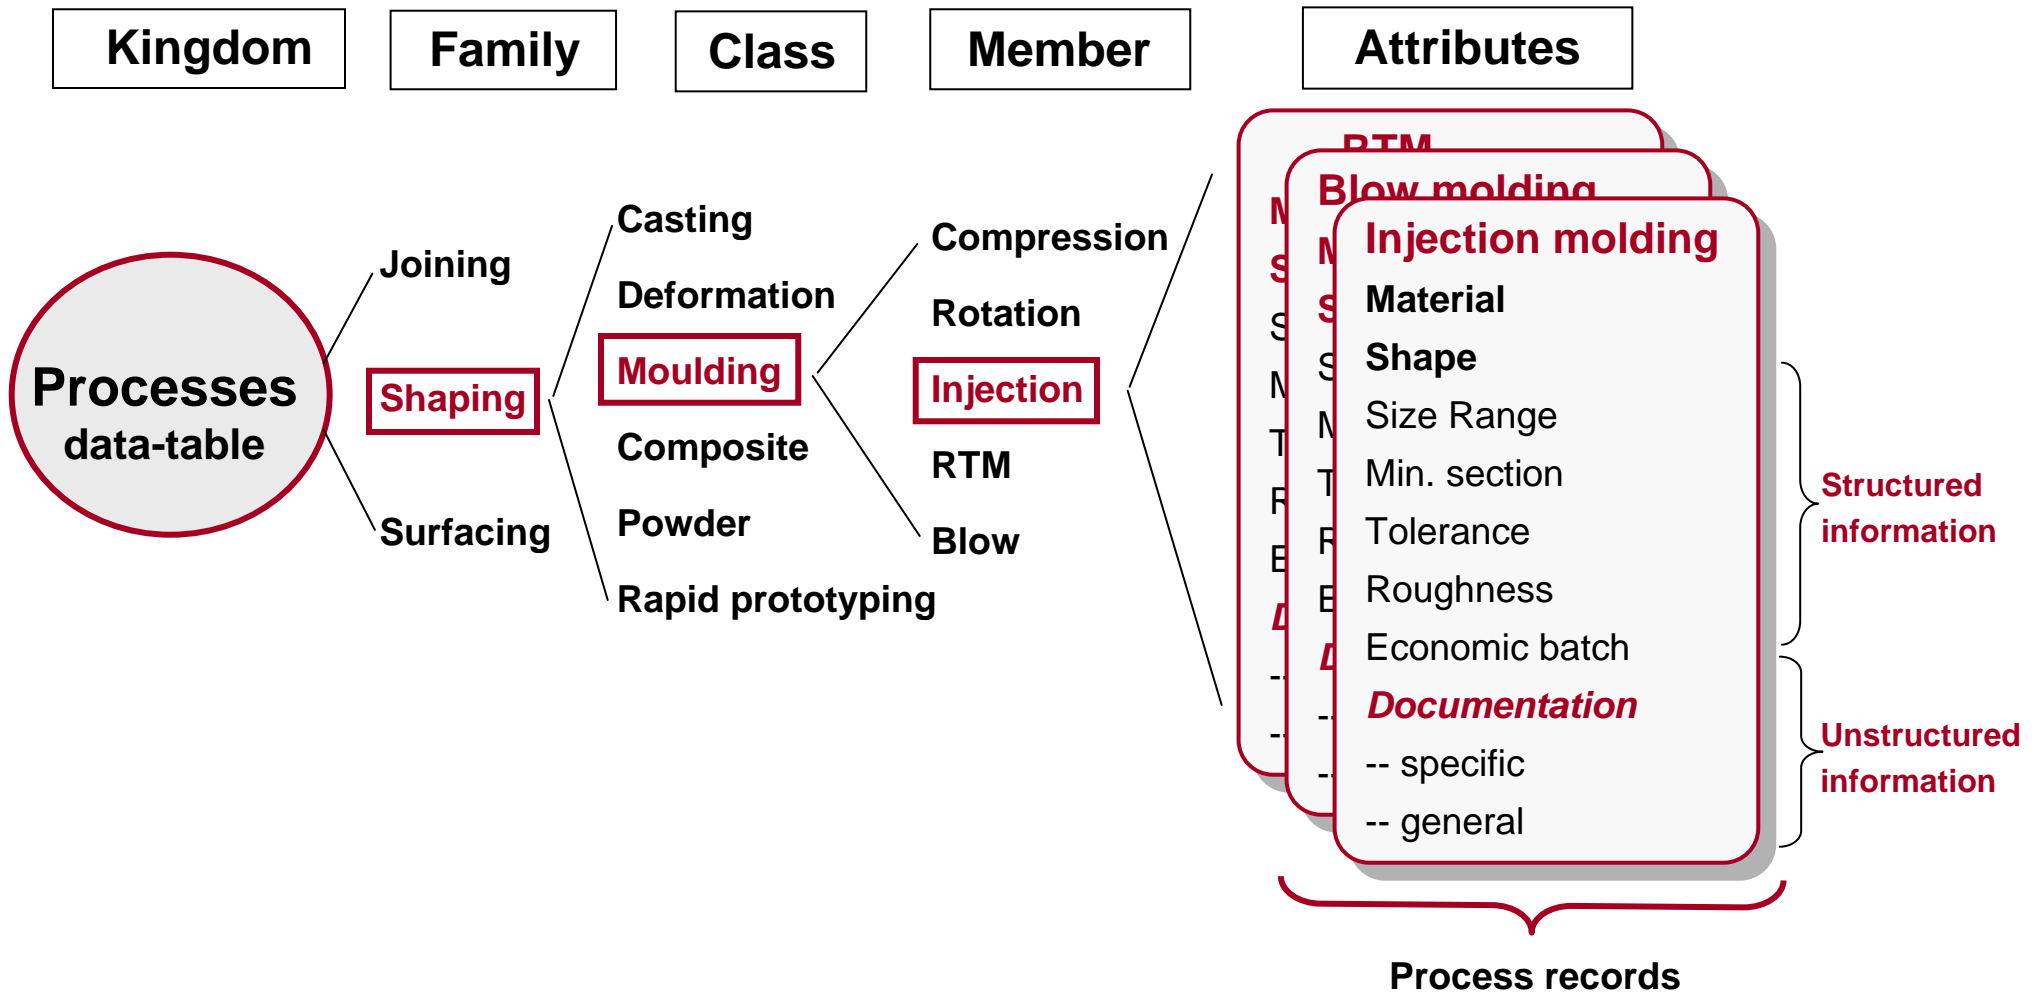 Kingdom
Family
Class
Member
Attributes
Processes
data-table
Joining
Shaping
Surfacing
Casting
Deformation
Moulding
Composite
Powder
Rapid prototyping
Compression
Rotation
Injection
RTM
Blow
RTM
M
S
S
M
T
R
E
D
--
--
Blow molding
M
S
S
M
T
R
E
D
--
--
Injection molding
Material
Shape
Size Range
Min. section
Tolerance
Roughness
Economic batch
Documentation
-- specific
-- general
Structured
information
Unstructured
information
Process records